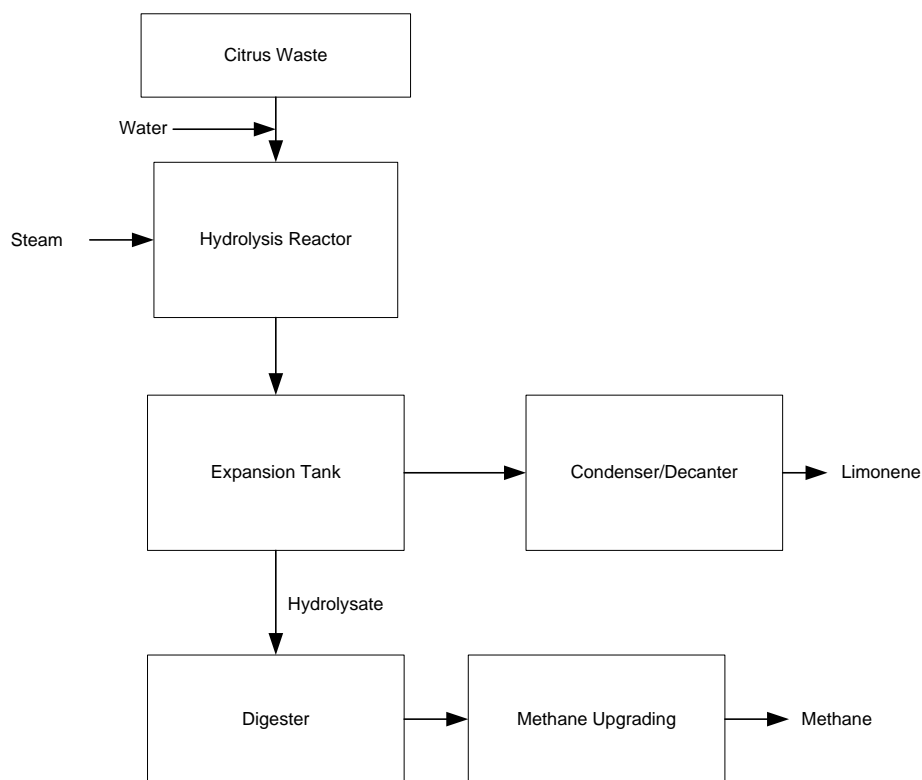 Citrus Waste
Water
Steam
Hydrolysis Reactor
Expansion Tank
Condenser/Decanter
Limonene
Hydrolysate
Digester
Methane Upgrading
Methane